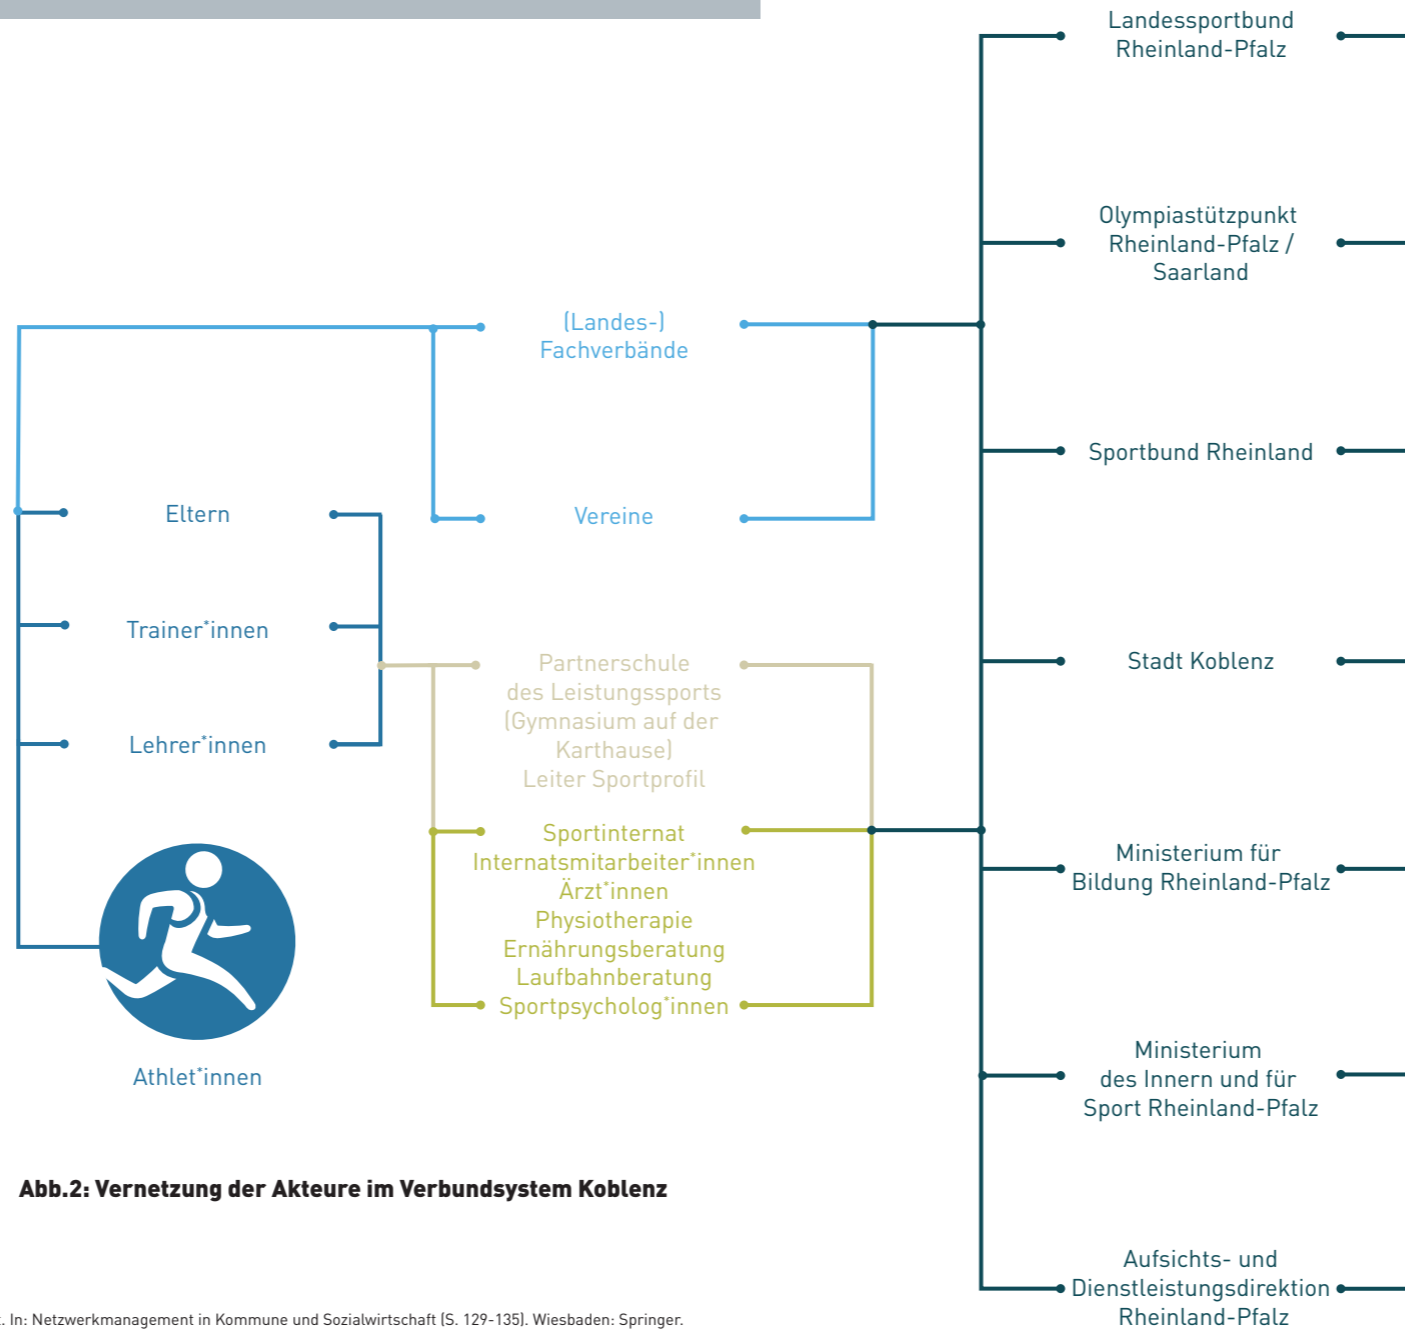 Landessportbund
Rheinland-Pfalz
Olympiastützpunkt
Rheinland-Pfalz /
Saarland
(Landes-)
Fachverbände
Sportbund Rheinland
Eltern
Vereine
Trainer*innen
Lehrer*innen
Partnerschule
des Leistungssports
(Gymnasium auf der
Karthause)
Leiter Sportprofil
Stadt Koblenz
Sportinternat
Internatsmitarbeiter*innen
Ärzt*innen
Physiotherapie
Ernährungsberatung
Laufbahnberatung
Sportpsycholog*innen
Ministerium für
Bildung Rheinland-Pfalz
Athlet*innen
Ministerium
des Innern und für
Sport Rheinland-Pfalz
Abb.2: Vernetzung der Akteure im Verbundsystem Koblenz
Aufsichts- und
Dienstleistungsdirektion
Rheinland-Pfalz
. In: Netzwerkmanagement in Kommune und Sozialwirtschaft (S. 129-135). Wiesbaden: Springer.